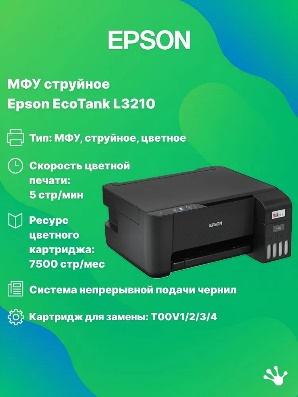 EPSON
МФУ струйное
Epson EcoTank L3210
Тип: МФУ, струйное, цветное
Скорость цветной
печати:
5 стр/мин
Ресурс
цветного
картриджа:
7500 стр/мес
EPSON
Система непрерывной подачи чернил
Картридж для замены: T00V1/2/3/4